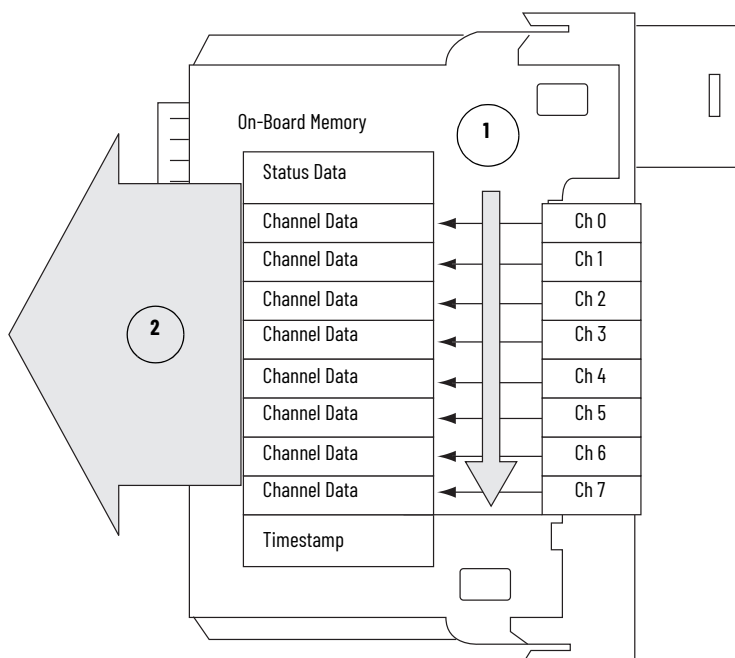 On-Board Memory
1
Status Data
Channel Data Ch 0
Channel Data Ch 1
Channel Data Ch 2
2
Channel Data Ch 3
Channel Data Ch 4
Channel Data Ch 5
Channel Data Ch 6
Channel Data Ch 7
Timestamp